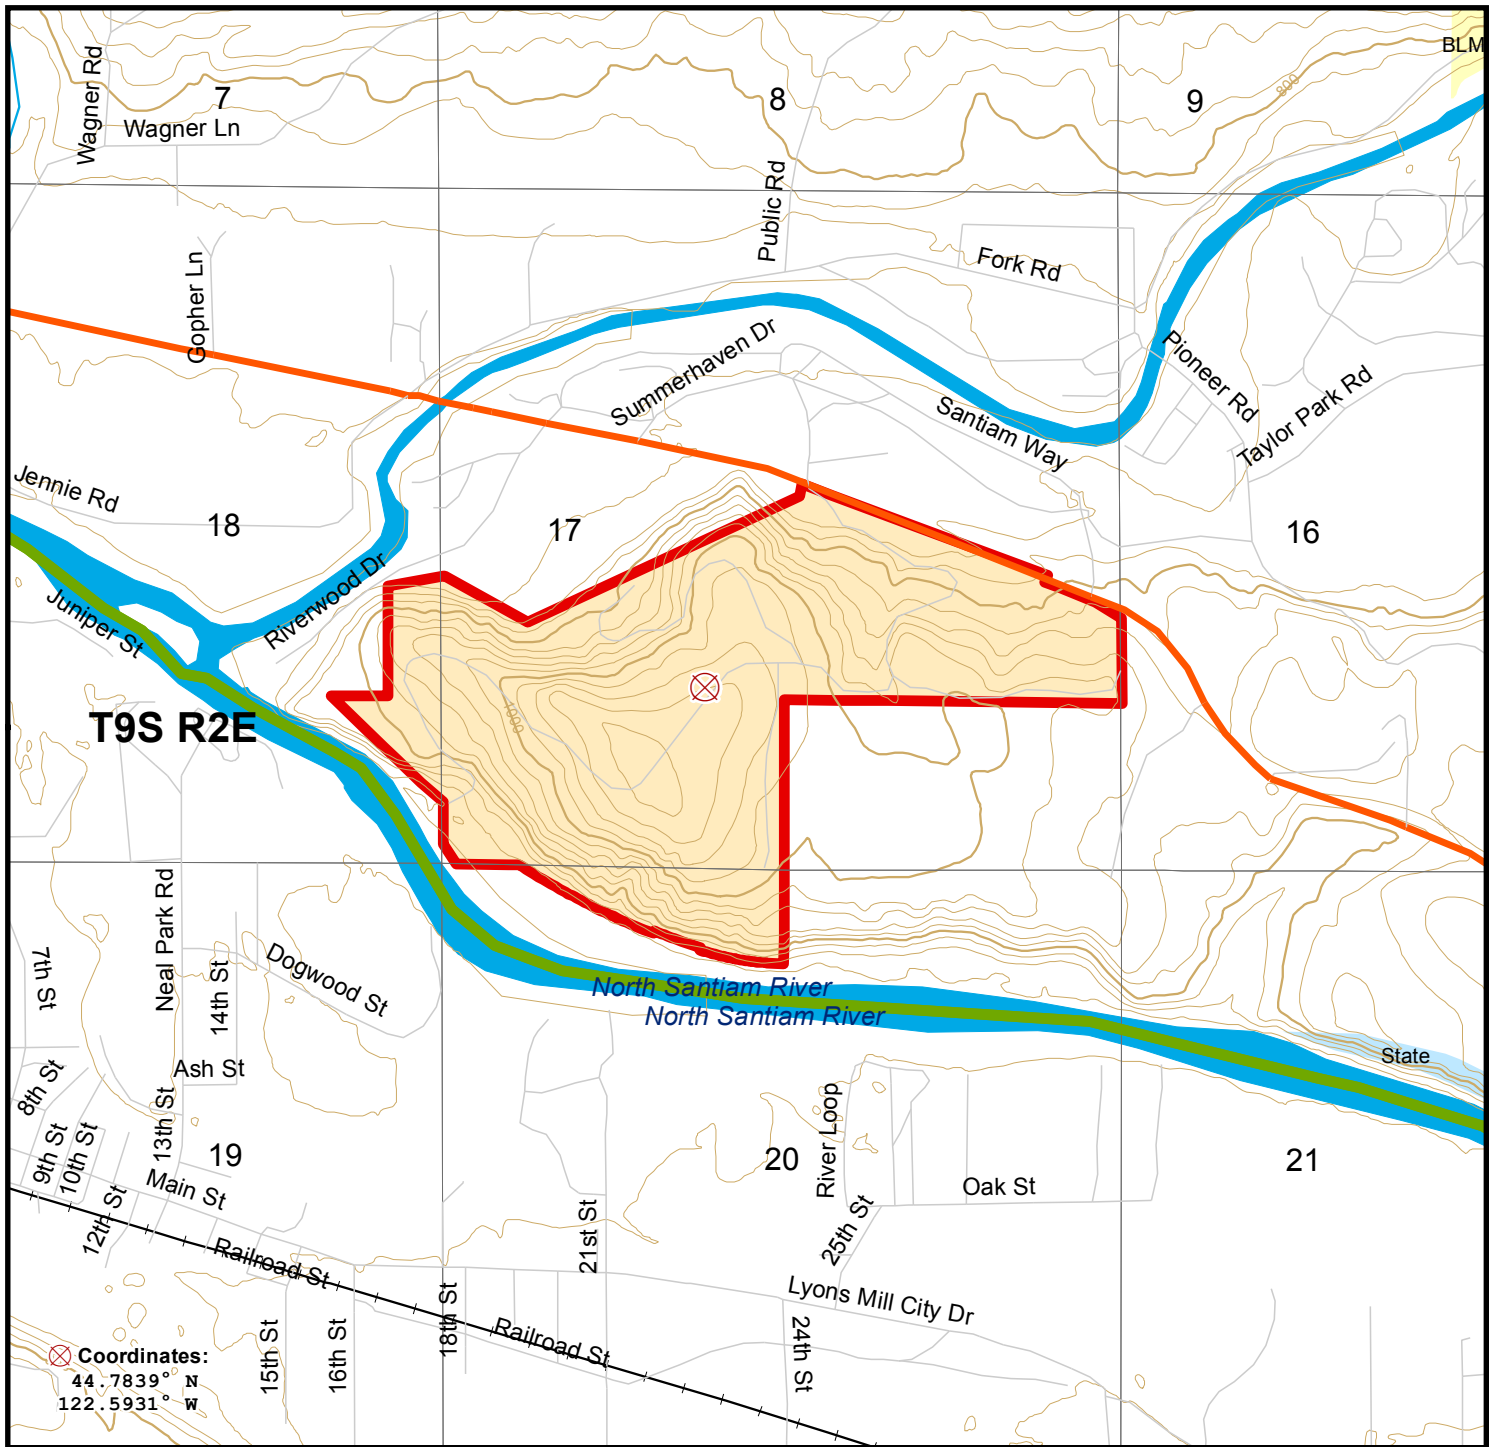 BLM
Wagner Rd
7
Wagner Ln
8
9
800
Public Rd
Gopher Ln
Fork Rd
Summerhaven Dr
Pioneer Rd
Santiam Way
Taylor Park Rd
Jennie Rd
18
17
16
Riverwood Dr
Juniper St
T9S R2E
1000
7th St
Neal Park Rd
14th St
Dogwood St
North Santiam River
North Santiam River
State
Ash St
8th St
13th St
9th St
10th St
19
20
21
River Loop
Main St
Oak St
12th St
21st St
25th St
Railroad St
Lyons Mill City Dr
18th St
Railroad St
15th St
16th St
24th St
Coordinates:
44.7839° N
122.5931° W